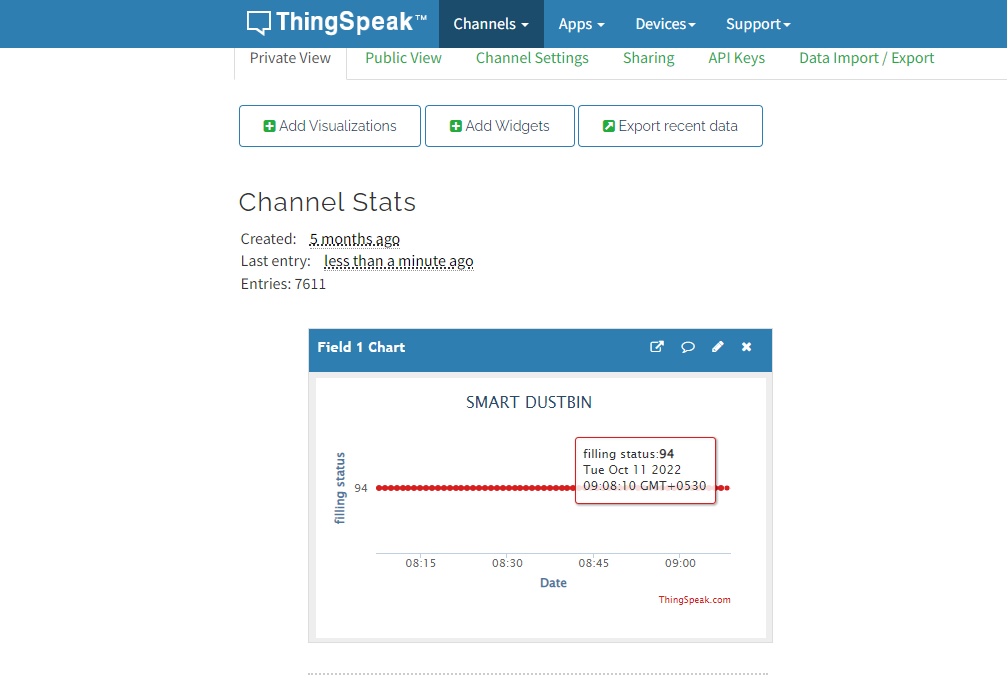 ThingSpeak™ Channels Apps Devices Support
Private View Public View Channel Settings Sharing API Keys Data Import / Export
Add Visualizations Add Widgets Export recent data
Channel Stats
Created: 5 months ago
Last entry: less than a minute ago
Entries: 7611
Field 1 Chart
SMART DUSTBIN
filling status:94
Tue Oct 11 2022
09:08:10 GMT+0530
filling status
94
08:15 08:30 08:45 09:00
Date
ThingSpeak.com